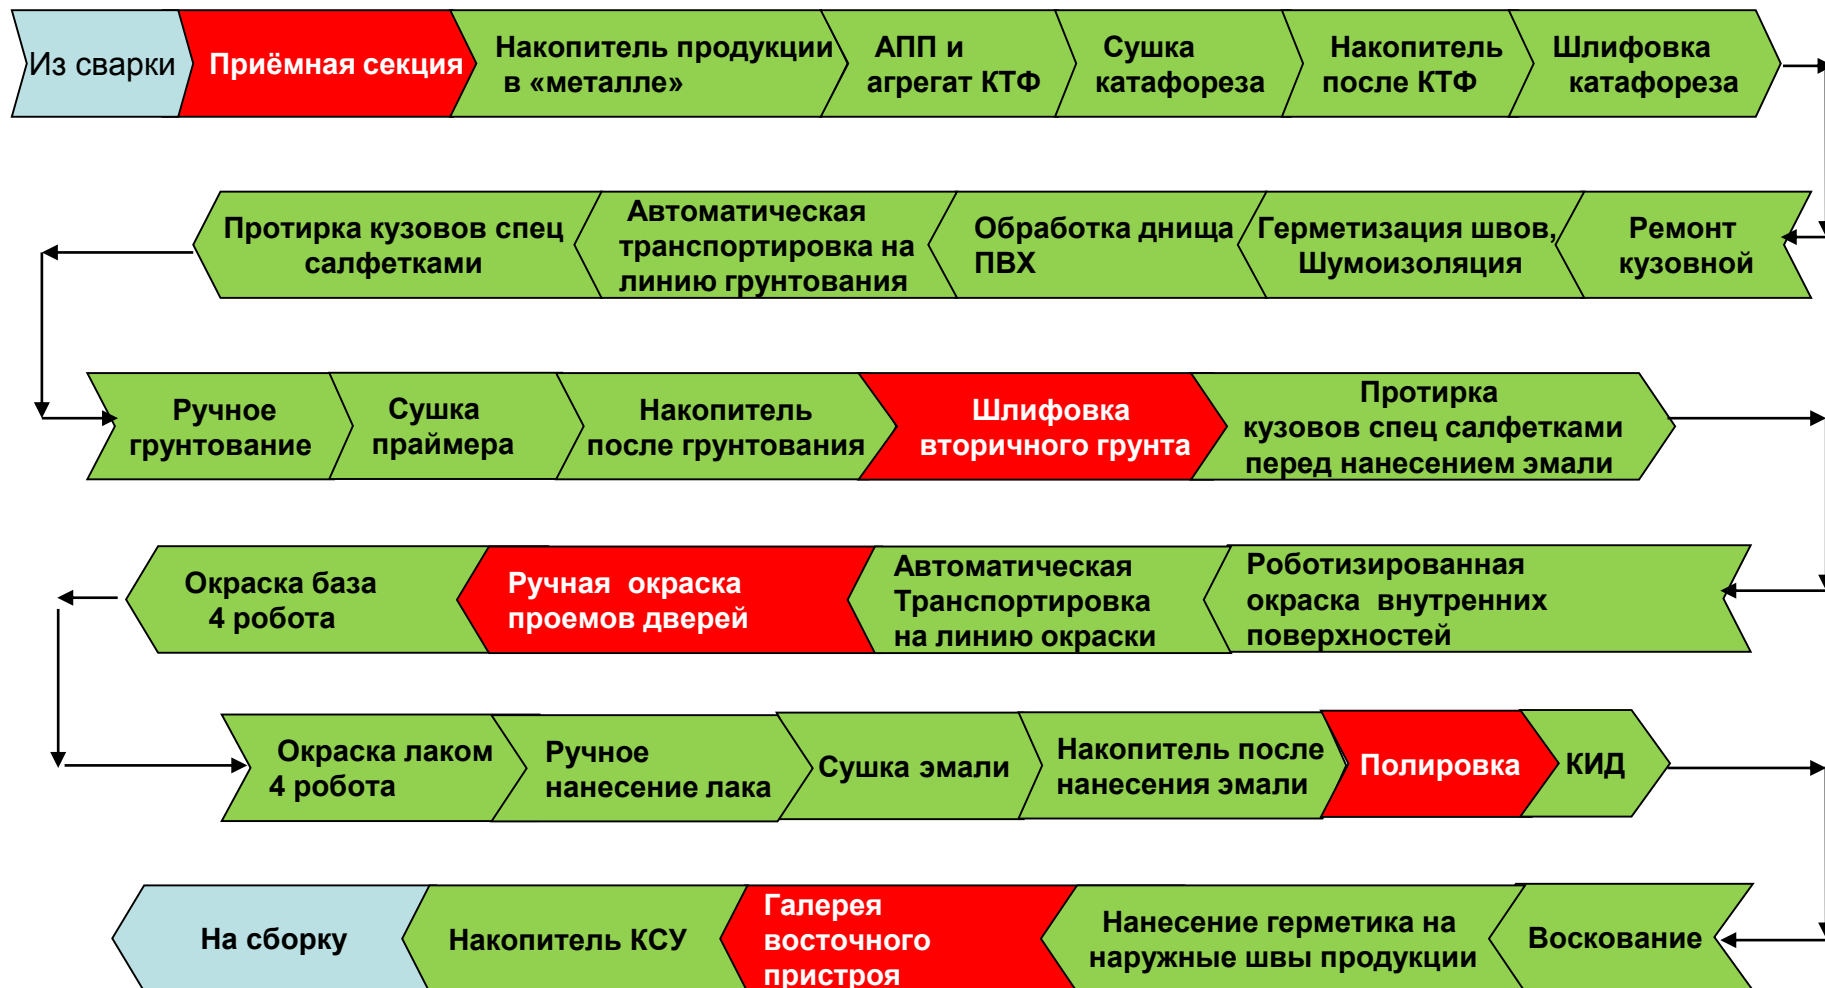 Из сварки
Приёмная секция
Накопитель продукции
в «металле»
АПП и
агрегат КТФ
Сушка
катафореза
Накопитель
после КТФ
Шлифовка
катафореза
Протирка кузовов спец
салфетками
Автоматическая
транспортировка на
линию грунтования
Обработка днища
ПВХ
Герметизация швов,
Шумоизоляция
Ремонт
кузовной
Ручное
грунтование
Сушка
праймера
Накопитель
после грунтования
Шлифовка
вторичного грунта
Протирка
кузовов спец салфетками
перед нанесением эмали
Окраска база
4 робота
Ручная окраска
проемов дверей
Автоматическая
Транспортировка
на линию окраски
Роботизированная
окраска внутренних
поверхностей
Окраска лаком
4 робота
Ручное
нанесение лака
Сушка эмали
Накопитель после
нанесения эмали
Полировка
КИД
На сборку
Накопитель КСУ
Галерея
восточного
пристроя
Нанесение герметика на
наружные швы продукции
Воскование